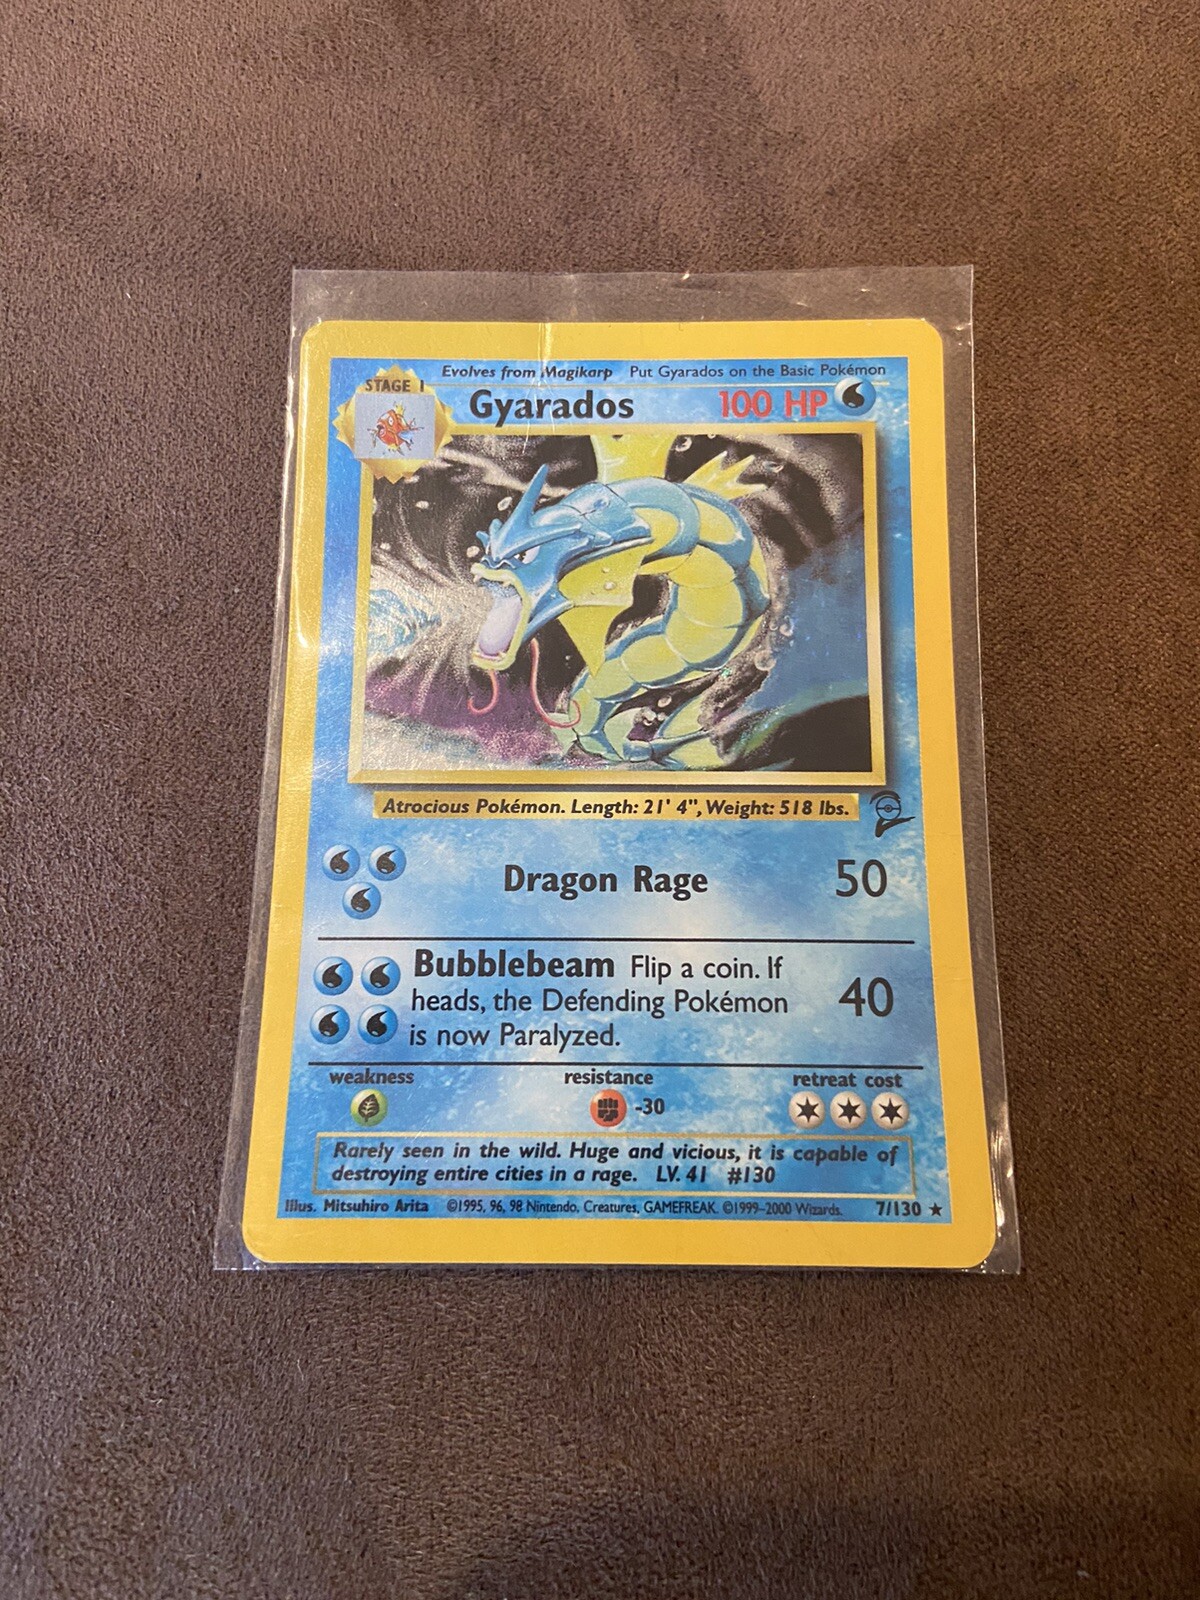 Evolves from Magikarp Put Gyarados on the Basic Pokémon
STAGE 1
Gyarados 100 HP
Atrocious Pokémon. Length: 21' 4", Weight: 518 lbs.
Dragon Rage 50
Bubblebeam Flip a coin. If
heads, the Defending Pokémon
is now Paralyzed.
40
weakness resistance retreat cost
-30
Rarely seen in the wild. Huge and vicious, it is capable of
destroying entire cities in a rage. LV. 41 #130
Illus. Mitsuhiro Arita ©1995, 96, 98 Nintendo, Creatures, GAMEFREAK. ©1999–2000 Wizards. 7/130 ★